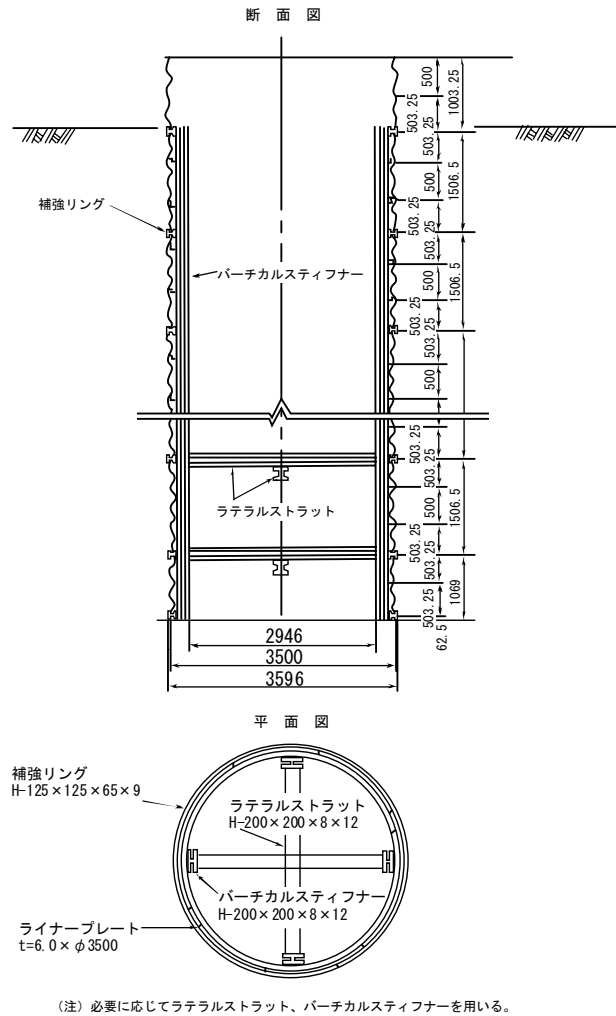 断面図
500
1003.25
503.25
503.25
503.25
500
1506.5
503.25
503.25
補強リング
バーチカルスティフナー
500
1506.5
503.25
503.25
503.25
500
503.25
503.25
500
1506.5
503.25
503.25
503.25
1069
503.25
62.5
ラテラルストラット
2946
3500
3596
平面図
補強リング
H-125×125×65×9
ラテラルストラット
H-200×200×8×12
バーチカルスティフナー
H-200×200×8×12
ライナープレート
t=6.0×φ3500
（注）必要に応じてラテラルストラット、バーチカルスティフナーを用いる。